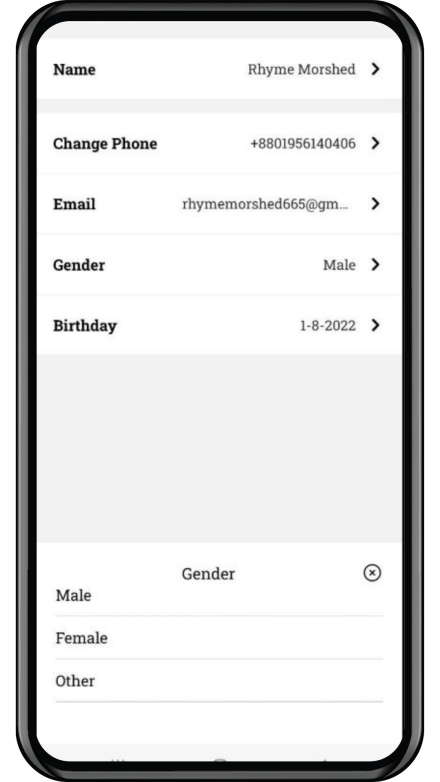 Name Rhyme Morshed
Change Phone +8801956140406
Email rhymemorshed665@gm...
Gender Male
Birthday 1-8-2022
Gender
Male
Female
Other